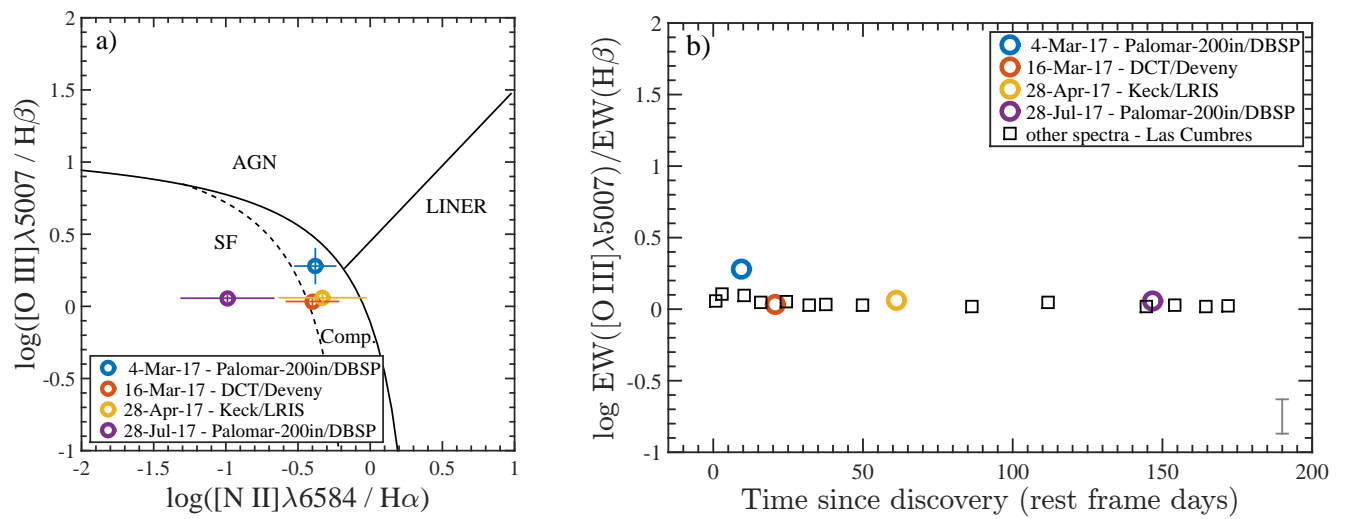 a)
2
1.5
1
0.5
0
-0.5
-1
log([O III]λ5007 / Hβ)
AGN
LINER
SF
Comp.
4-Mar-17 - Palomar-200in/DBSP
16-Mar-17 - DCT/Deveny
28-Apr-17 - Keck/LRIS
28-Jul-17 - Palomar-200in/DBSP
-2 -1.5 -1 -0.5 0 0.5 1
log([N II]λ6584 / Hα)
b)
2
1.5
1
0.5
0
-0.5
-1
log EW([O III]λ5007)/EW(Hβ)
4-Mar-17 - Palomar-200in/DBSP
16-Mar-17 - DCT/Deveny
28-Apr-17 - Keck/LRIS
28-Jul-17 - Palomar-200in/DBSP
other spectra - Las Cumbres
0 50 100 150 200
Time since discovery (rest frame days)